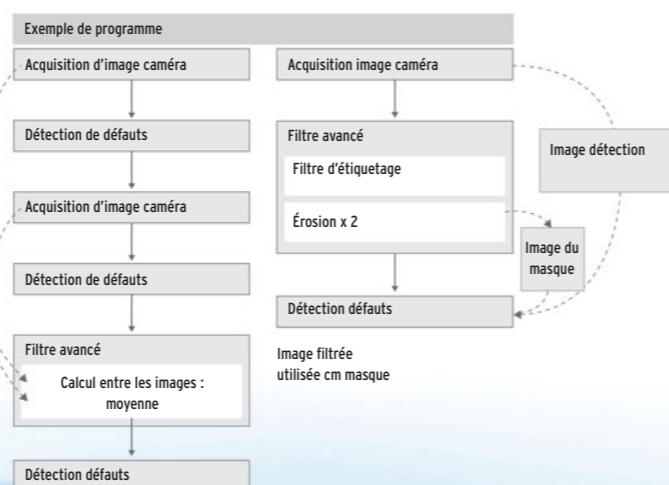 Exemple de programme
Acquisition d'image caméra
Détection de défauts
Acquisition d'image caméra
Détection de défauts
Filtre avancé
Calcul entre les images :
moyenne
Détection défauts
Acquisition image caméra
Filtre avancé
Filtre d'étiquetage
Érosion x 2
Détection défauts
Image filtrée
utilisée cm masque
Image détection
Image du
masque